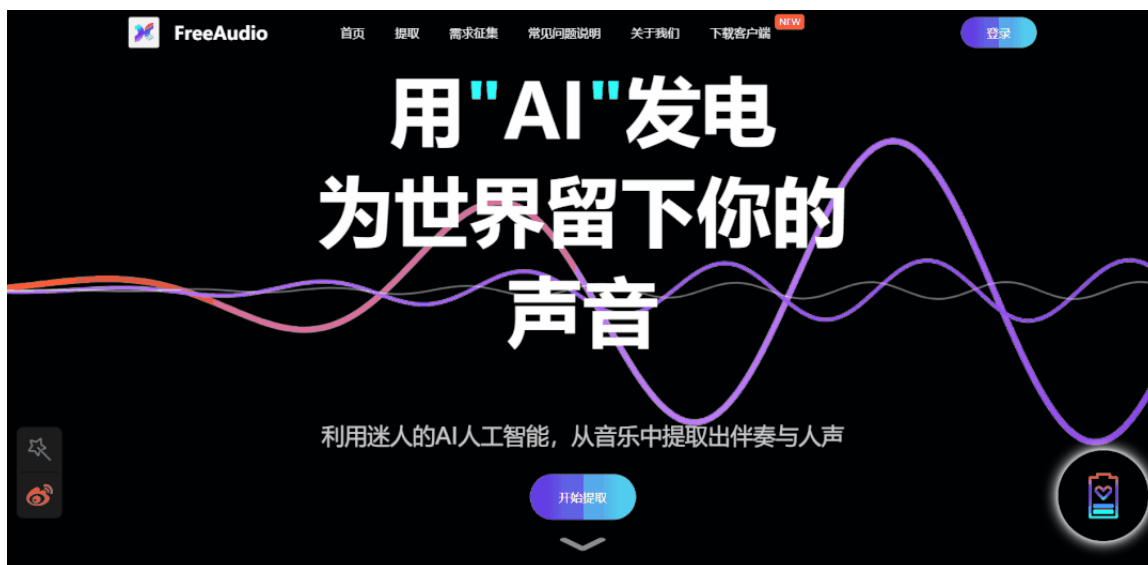 FreeAudio
首页 提取 需求征集 常见问题说明 关于我们 下载客户端 NEW 登录
用"AI"发电
为世界留下你的
声音
利用迷人的AI人工智能，从音乐中提取出伴奏与人声
开始提取